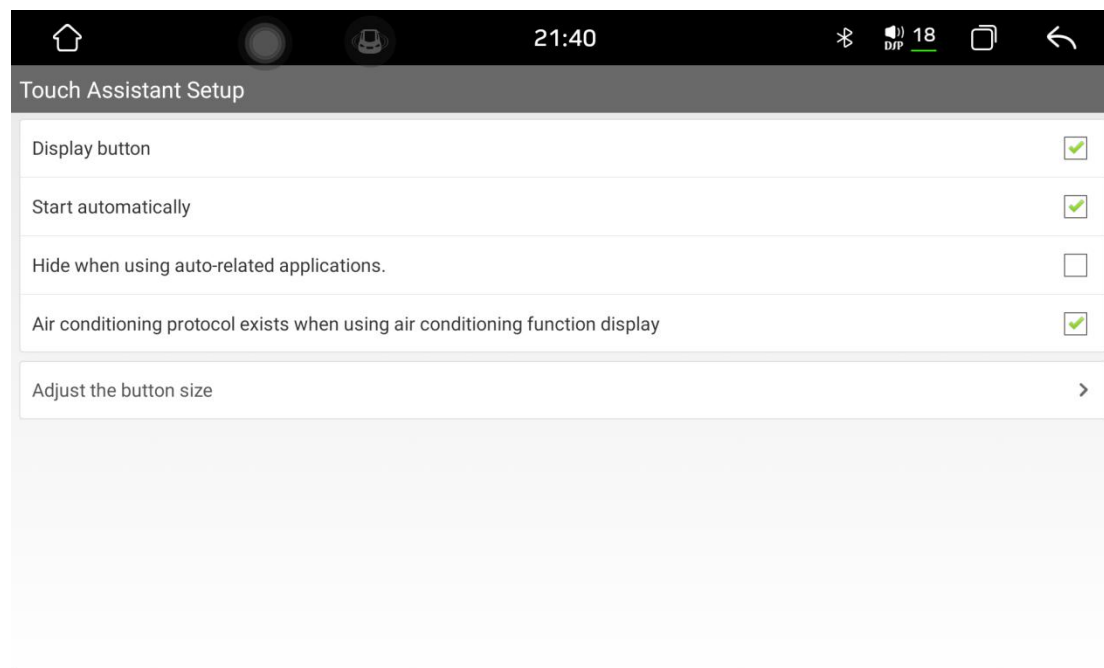 21:40
DSP 18
Touch Assistant Setup
Display button
Start automatically
Hide when using auto-related applications.
Air conditioning protocol exists when using air conditioning function display
Adjust the button size